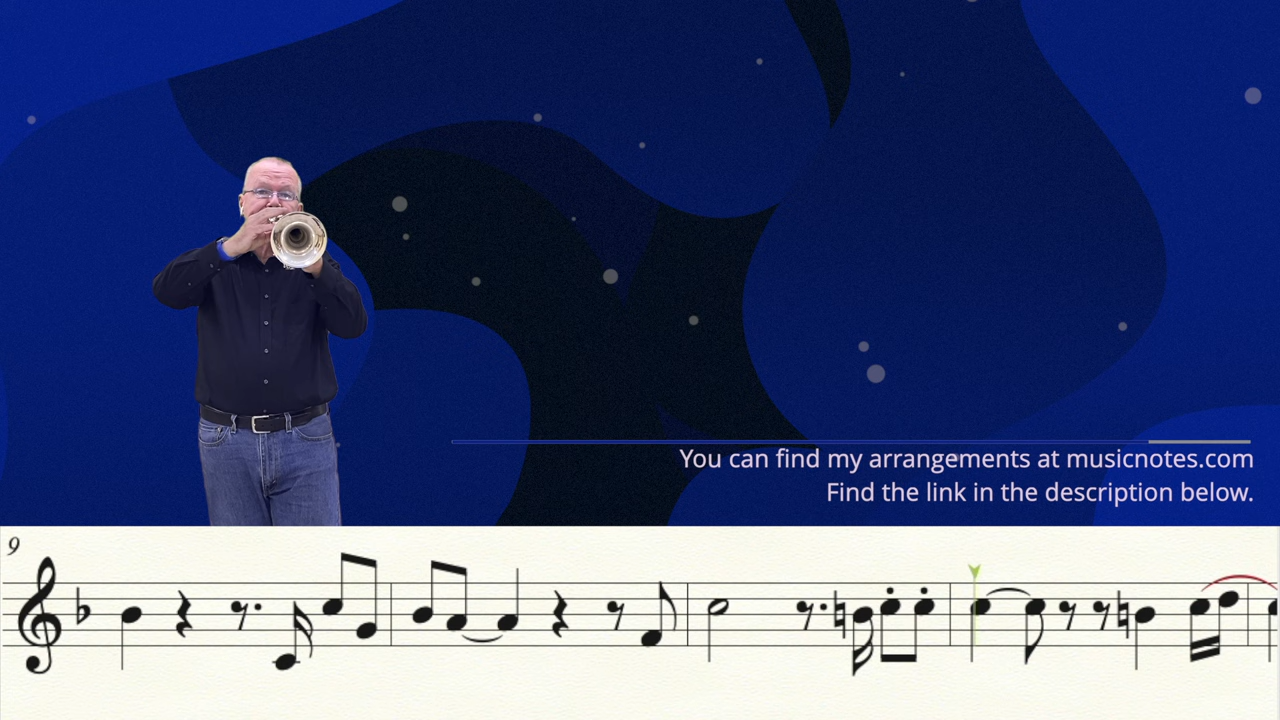 You can find my arrangements at musicnotes.com
Find the link in the description below.
9